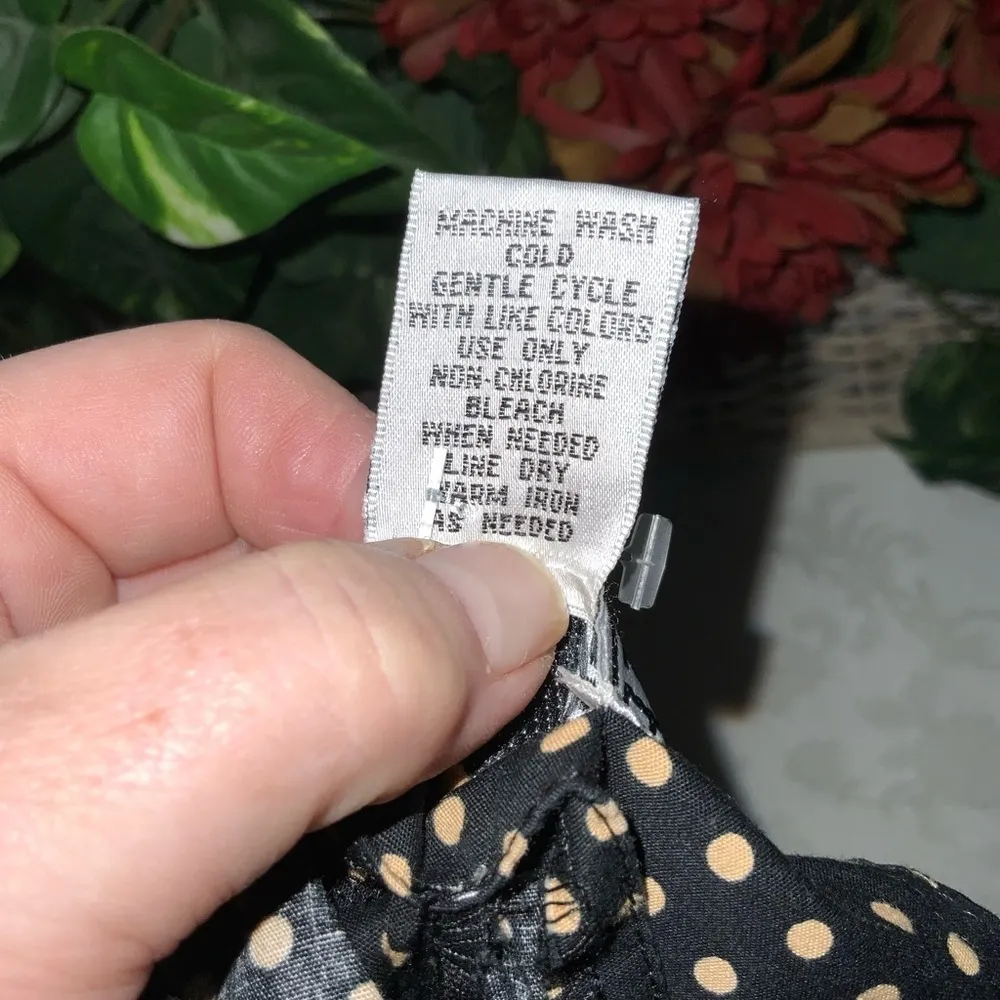 MACHINE WASH
COLD
GENTLE CYCLE
WITH LIKE COLORS
USE ONLY
NON-CHLORINE
BLEACH
WHEN NEEDED
LINE DRY
WARM IRON
AS NEEDED